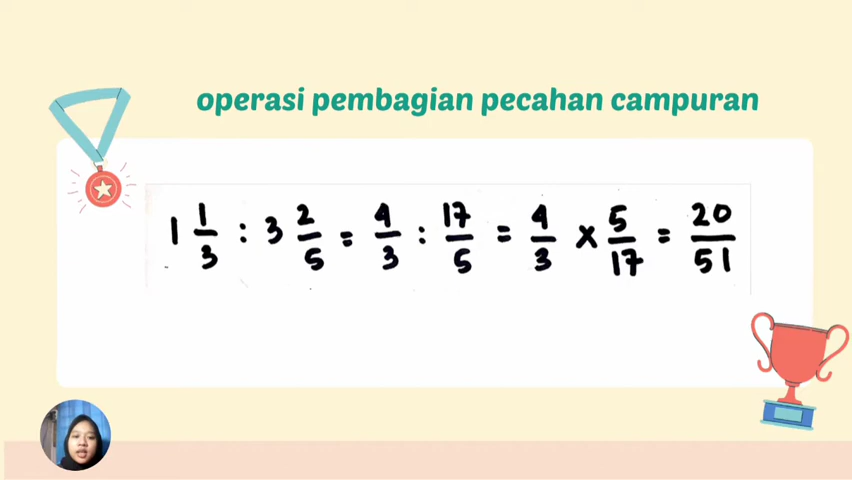 operasi pembagian pecahan campuran
1 1/3 : 3 2/5 = 4/3 : 17/5 = 4/3 x 5/17 = 20/51